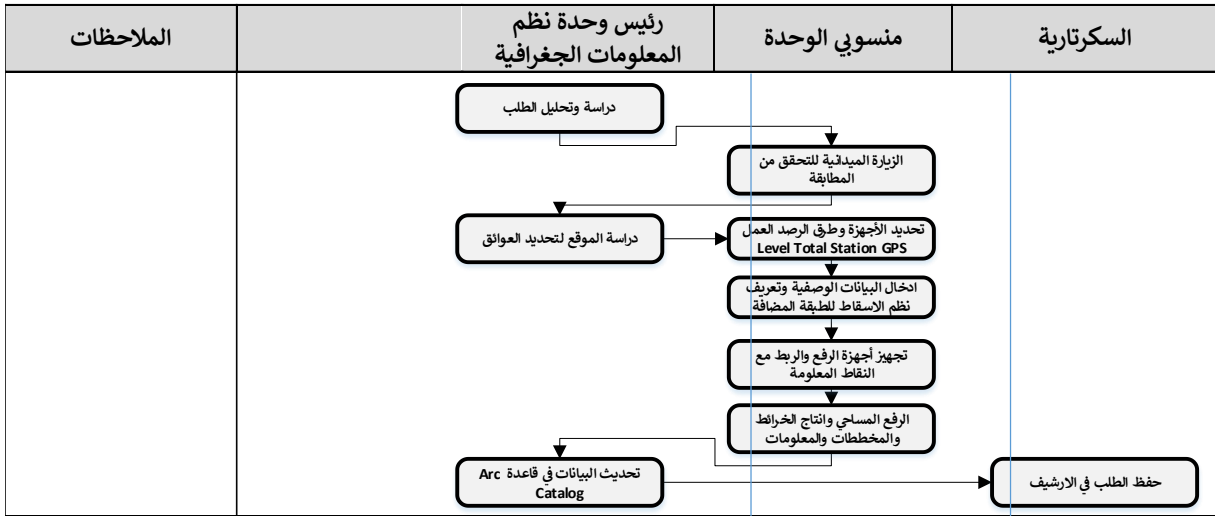 السكرتارية
منسوبي الوحدة
رئيس وحدة نظم
المعلومات الجغرافية
الملاحظات
دراسة وتحليل الطلب
الزيارة الميدانية للتحقق من
المطابقة
دراسة الموقع لتحديد العوائق
تحديد الأجهزة وطرق الرصد العمل
Level Total Station GPS
ادخال البيانات الوصفية وتعريف
نظم الاسقاط للطبقة المضافة
تجهيز أجهزة الرفع والربط مع
النقاط المعلومة
الرفع المساحي وانتاج الخرائط
والمخططات والمعلومات
تحديث البيانات في قاعدة Arc
Catalog
حفظ الطلب في الارشيف